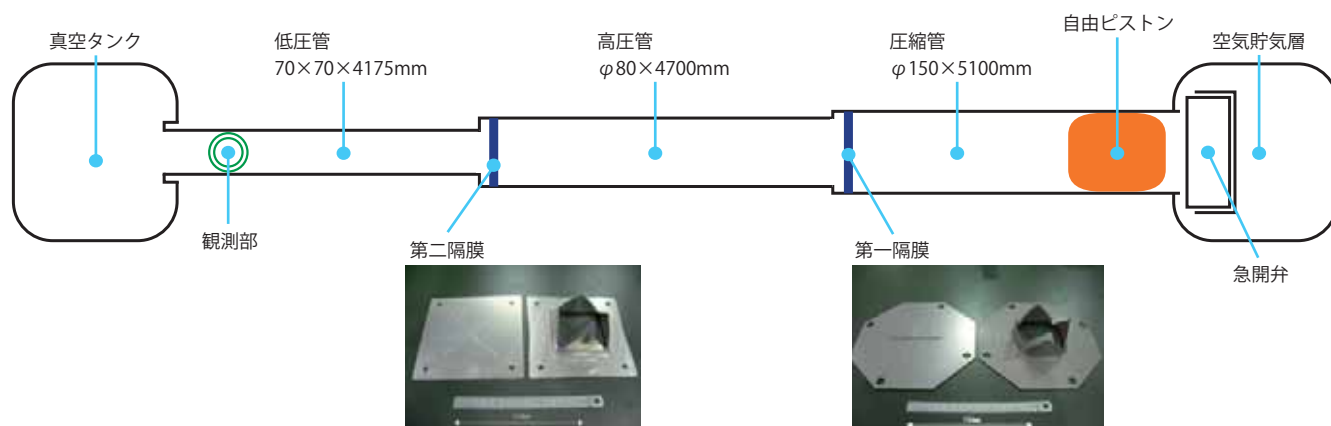 真空タンク
低圧管
70×70×4175mm
高圧管
φ80×4700mm
圧縮管
φ150×5100mm
自由ピストン
空気貯気層
観測部
第二隔膜
第一隔膜
急開弁